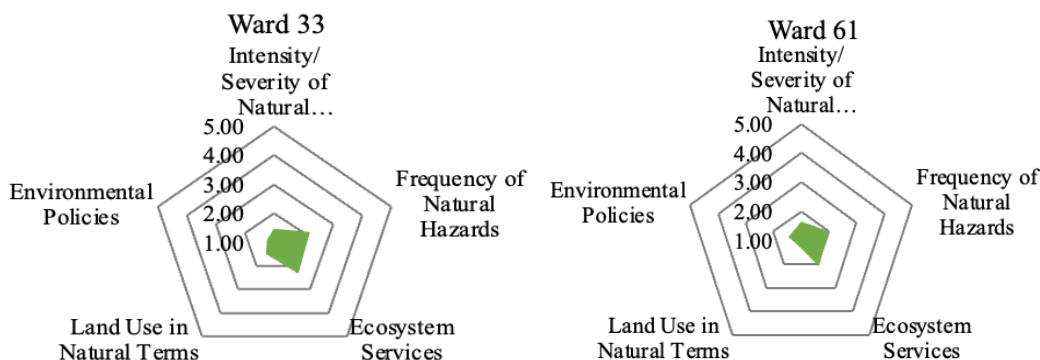 Ward 33
Intensity/
Severity of
Natural…
5.00
4.00
3.00
2.00
1.00
Frequency of
Natural
Hazards
Ecosystem
Services
Land Use in
Natural Terms
Environmental
Policies
Ward 61
Intensity/
Severity of
Natural…
5.00
4.00
3.00
2.00
1.00
Frequency of
Natural
Hazards
Ecosystem
Services
Land Use in
Natural Terms
Environmental
Policies